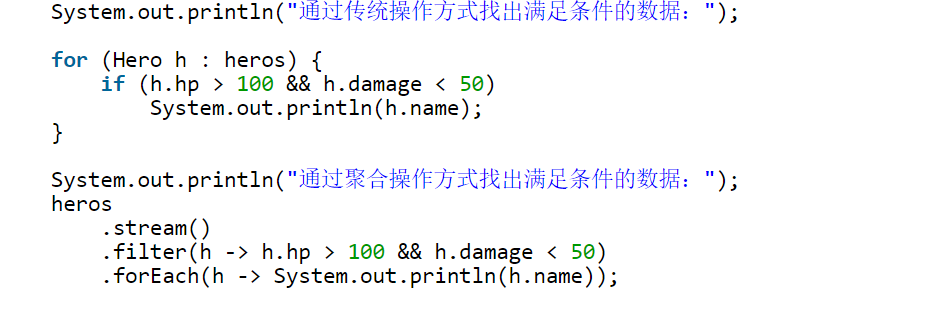 System.out.println("通过传统操作方式找出满足条件的数据：");
for (Hero h : heros) {
if (h.hp > 100 && h.damage < 50)
System.out.println(h.name);
}
System.out.println("通过聚合操作方式找出满足条件的数据：");
heros
.stream()
.filter(h -> h.hp > 100 && h.damage < 50)
.forEach(h -> System.out.println(h.name));